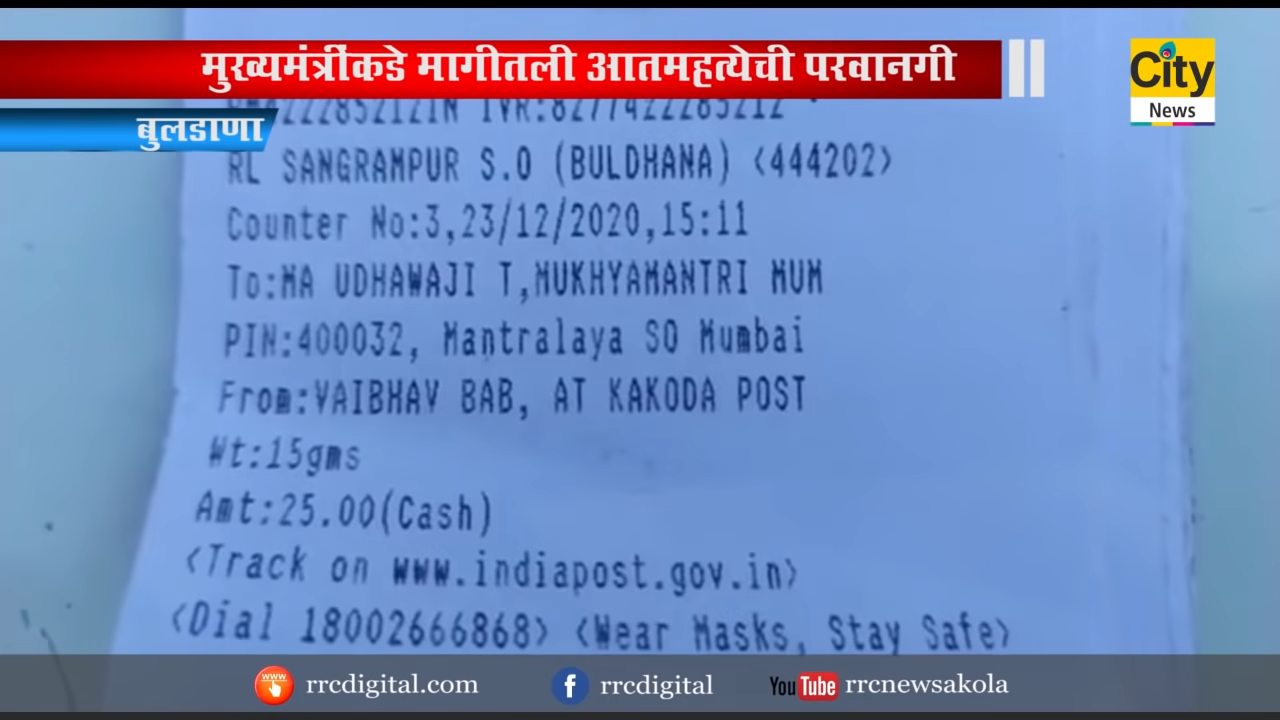 मुख्यमंत्रींकडे मागीतली आतमहत्येची परवानगी
City
News
बुलडाणा
IVR:8277422285212
RL SANGRAMPUR S.O (BULDHANA) <444202>
Counter No:3,23/12/2020,15:11
To:MA UDHAWAJI T,MUKHYAMANTRI MUM
PIN:400032, Mantralaya SO Mumbai
From:VAIBHAV BAB, AT KAKODA POST
Wt:15gms
Amt:25.00(Cash)
<Track on www.indiapost.gov.in>
<Dial 18002666868> <Wear Masks, Stay Safe>
www rrcdigital.com f rrcdigital YouTube rrcnewsakola